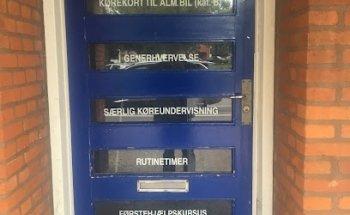 KØREKORT TIL ALM. BIL (kat. B)
GENERHVERVELSE
SÆRLIG KØREUNDERVISNING
RUTINETIMER
FØRSTEHJÆLPSKURSUS